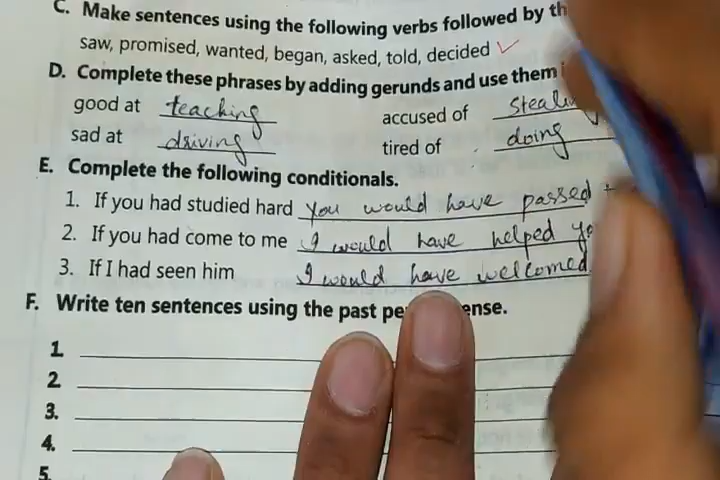 C. Make sentences using the following verbs followed by th
saw, promised, wanted, began, asked, told, decided
D. Complete these phrases by adding gerunds and use them
good at teaching accused of
sad at driving tired of doing
E. Complete the following conditionals.
1. If you had studied hard you would have passed
2. If you had come to me I would have helped
3. If I had seen him I would have welcomed
F. Write ten sentences using the past
1.
2.
3.
4.
5.